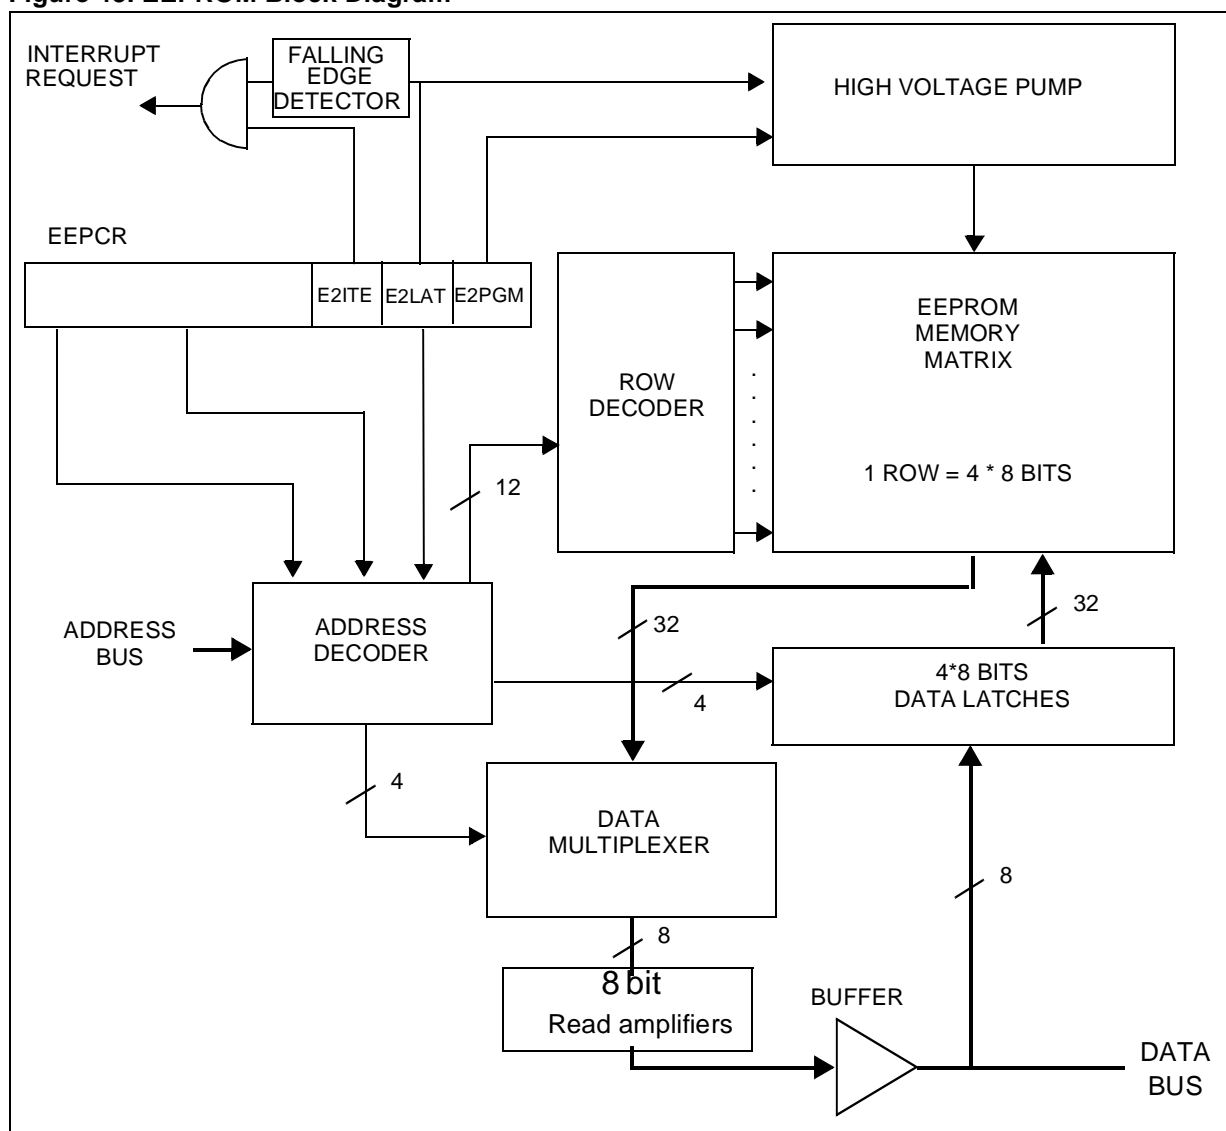 INTERRUPT
REQUEST
FALLING
EDGE
DETECTOR
HIGH VOLTAGE PUMP
EEPCR
E2ITE
E2LAT
E2PGM
ROW
DECODER
EEPROM
MEMORY
MATRIX
1 ROW = 4 * 8 BITS
12
ADDRESS
BUS
ADDRESS
DECODER
32
32
4
4*8 BITS
DATA LATCHES
4
DATA
MULTIPLEXER
8
8
8 bit
Read amplifiers
BUFFER
DATA
BUS